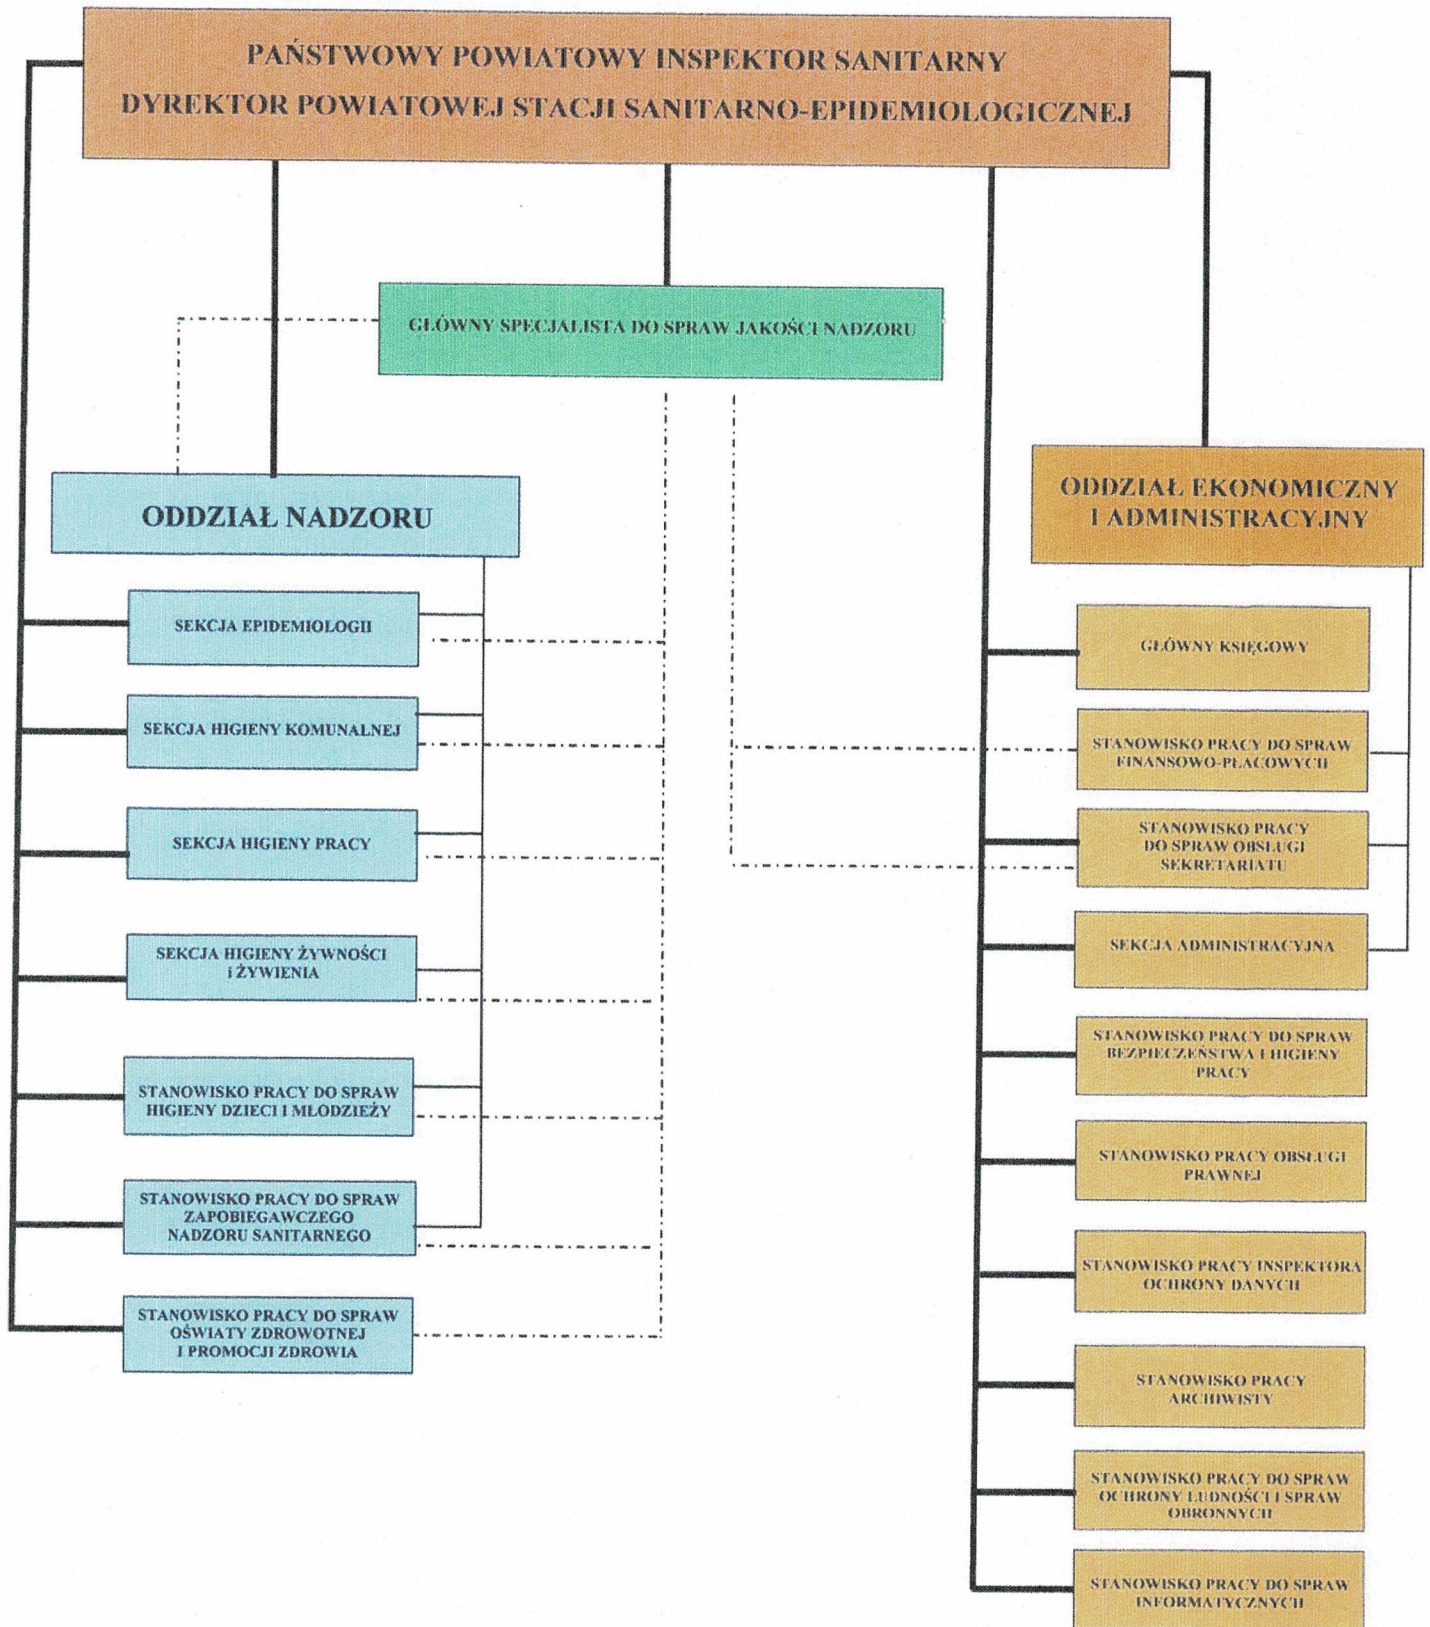 PAŃSTWOWY POWIATOWY INSPEKTOR SANITARNY
DYREKTOR POWIATOWEJ STACJI SANITARNO-EPIDEMIOLOGICZNEJ
GŁÓWNY SPECJALISTA DO SPRAW JAKOŚCI NADZORU
ODDZIAŁ NADZORU
SEKCJA EPIDEMIOLOGII
SEKCJA HIGIENY KOMUNALNEJ
SEKCJA HIGIENY PRACY
SEKCJA HIGIENY ŻYWNOŚCI
i ŻYWIENIA
STANOWISKO PRACY DO SPRAW
HIGIENY DZIECI I MŁODZIEŻY
STANOWISKO PRACY DO SPRAW
ZAPOBIEGAWCZEGO
NADZORU SANITARNEGO
STANOWISKO PRACY DO SPRAW
OŚWIATY ZDROWOTNEJ
I PROMOCJI ZDROWIA
ODDZIAŁ EKONOMICZNY
I ADMINISTRACYJNY
GŁÓWNY KSIĘGOWY
STANOWISKO PRACY DO SPRAW
FINANSOWO-PŁACOWYCH
STANOWISKO PRACY
DO SPRAW OBSŁUGI
SEKRETARIATU
SEKCJA ADMINISTRACYJNA
STANOWISKO PRACY DO SPRAW
BEZPIECZEŃSTWA I HIGIENY
PRACY
STANOWISKO PRACY OBSŁUGI
PRAWNEJ
STANOWISKO PRACY INSPEKTORA
OCHRONY DANYCH
STANOWISKO PRACY
ARCHIWISTY
STANOWISKO PRACY DO SPRAW
OCHRONY LUDNOŚCI I SPRAW
OBRONNYCH
STANOWISKO PRACY DO SPRAW
INFORMATYCZNYCH